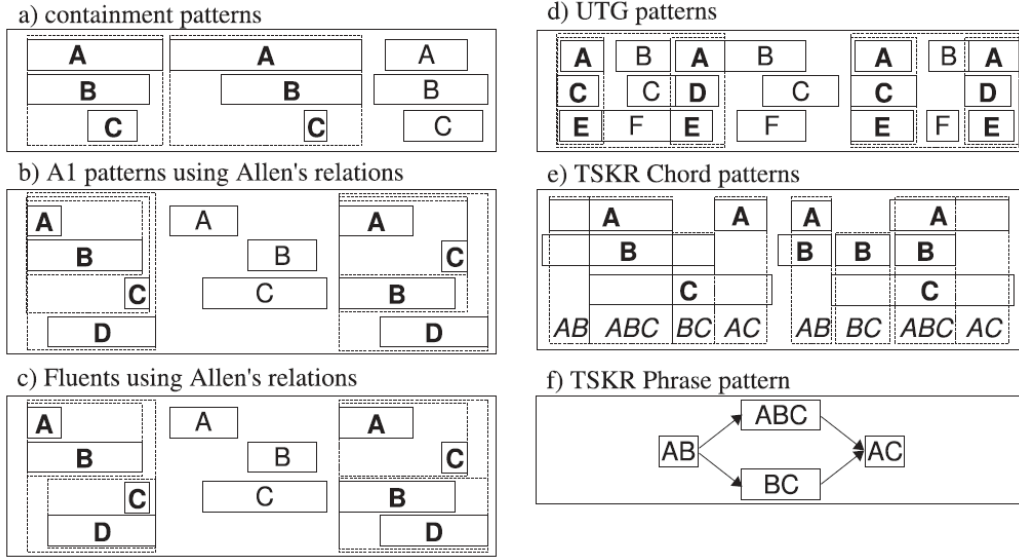 a) containment patterns
A A A
B B B
C C C
b) A1 patterns using Allen's relations
A A A
B B C
C C B
D D
c) Fluents using Allen's relations
A A A
B B C
C C B
D D
d) UTG patterns
A B A B A B A
C C D C C D
E F E F E F E
e) TSKR Chord patterns
A A A A
B B B B
C C
AB ABC BC AC AB BC ABC AC
f) TSKR Phrase pattern
ABC
AB AC
BC